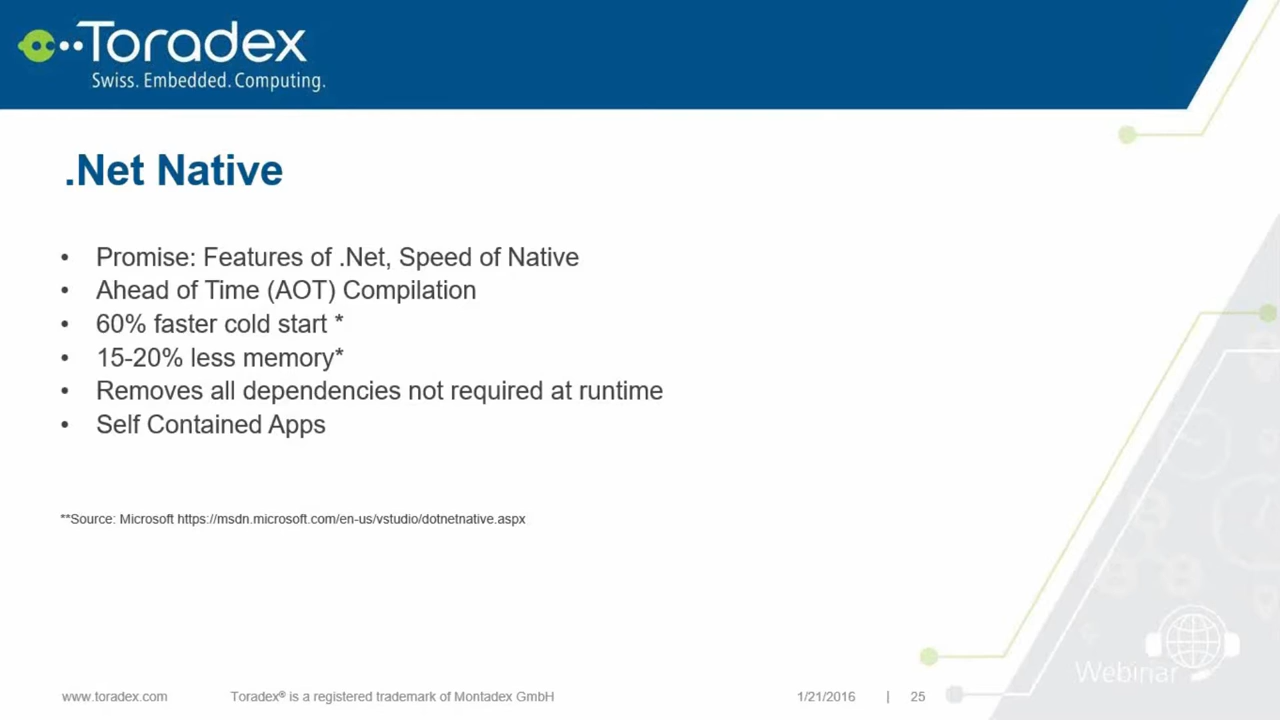 Toradex
Swiss. Embedded. Computing.
.Net Native
• Promise: Features of .Net, Speed of Native
• Ahead of Time (AOT) Compilation
• 60% faster cold start *
• 15-20% less memory*
• Removes all dependencies not required at runtime
• Self Contained Apps
**Source: Microsoft https://msdn.microsoft.com/en-us/vstudio/dotnetnative.aspx
Webinar
www.toradex.com Toradex® is a registered trademark of Montadex GmbH 1/21/2016 | 25